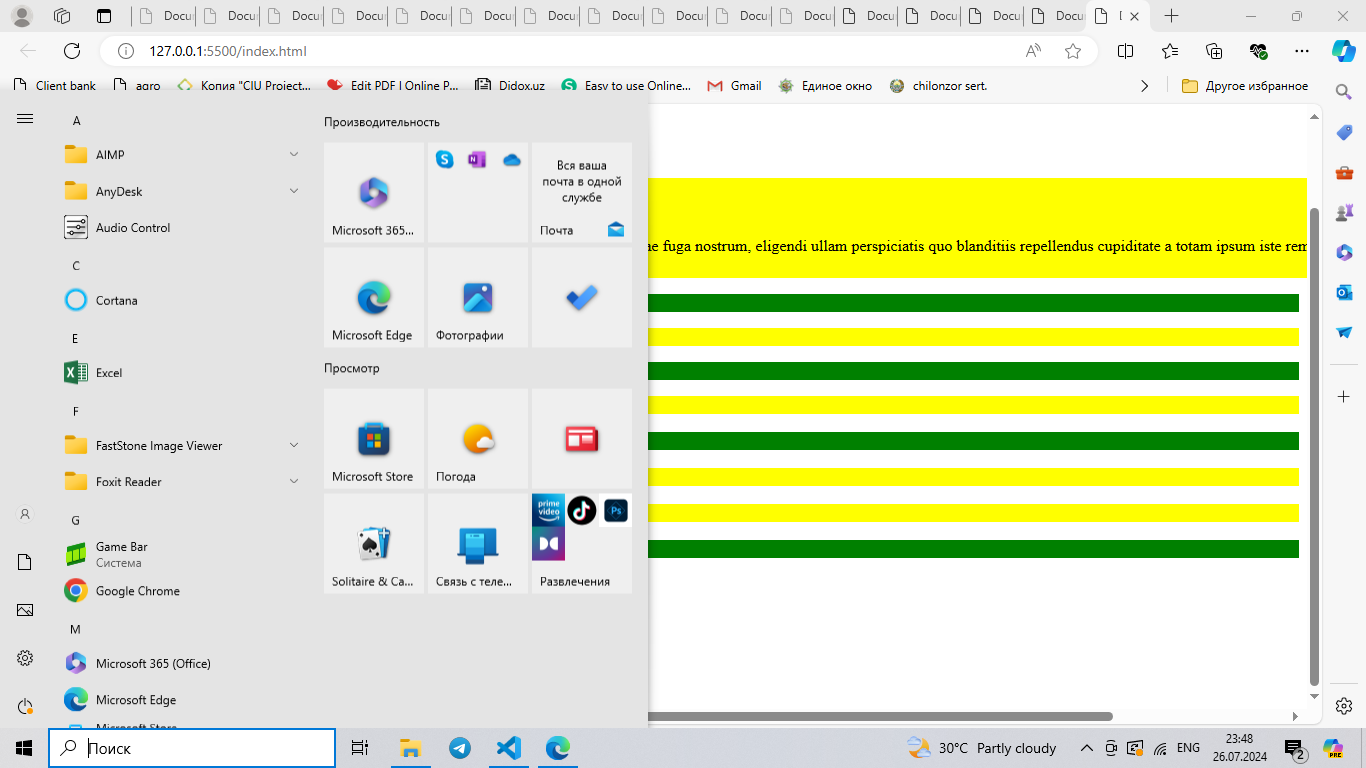 Docu Docu Docu Docu Docu Docu Docu Docu Docu Docu Docu Docu Docu Docu Docu
127.0.0.1:5500/index.html
Client bank
agro
Копия "CIU Project...
Edit PDF | Online P...
Didox.uz
Easy to use Online...
Gmail
Единое окно
chilonzor sert.
Другое избранное
A
AIMP
AnyDesk
Audio Control
C
Cortana
E
Excel
F
FastStone Image Viewer
Foxit Reader
G
Game Bar
Система
Google Chrome
M
Microsoft 365 (Office)
Microsoft Edge
Microsoft Store
Производительность
Microsoft 365...
Вся ваша
почта в одной
службе
Почта
Microsoft Edge
Фотографии
Просмотр
Microsoft Store
Погода
Solitaire & Ca...
Связь с теле...
prime
video
Ps
Развлечения
ae fuga nostrum, eligendi ullam perspiciatis quo blanditiis repellendus cupiditate a totam ipsum iste rem
Поиск
30°C Partly cloudy
ENG
23:48
26.07.2024
2
PRE